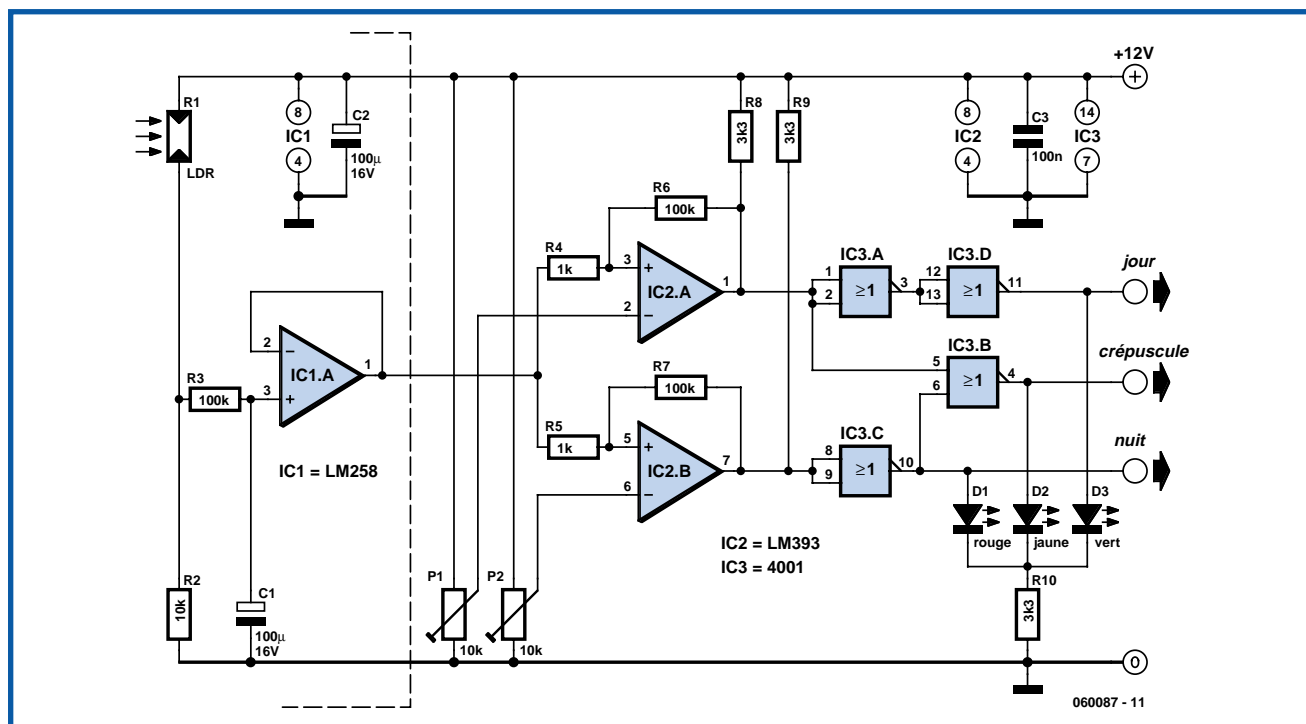 +12V
R1
LDR
8
IC1
4
C2
100µ
16V
R8
3k3
R9
3k3
8
IC2
4
C3
100n
14
IC3
7
R6
100k
R4
1k
3
+
2
−
1
IC2.A
IC3.A
1
2
≥1
3
IC3.D
12
13
≥1
11
jour
IC3.B
5
6
≥1
4
crépuscule
2
−
3
+
1
IC1.A
R3
100k
IC1 = LM258
R7
100k
R5
1k
5
+
6
−
7
IC2.B
IC3.C
8
9
≥1
10
nuit
D1
rouge
D2
jaune
D3
vert
IC2 = LM393
IC3 = 4001
R2
10k
C1
100µ
16V
P1
10k
P2
10k
R10
3k3
+
0
060087 - 11